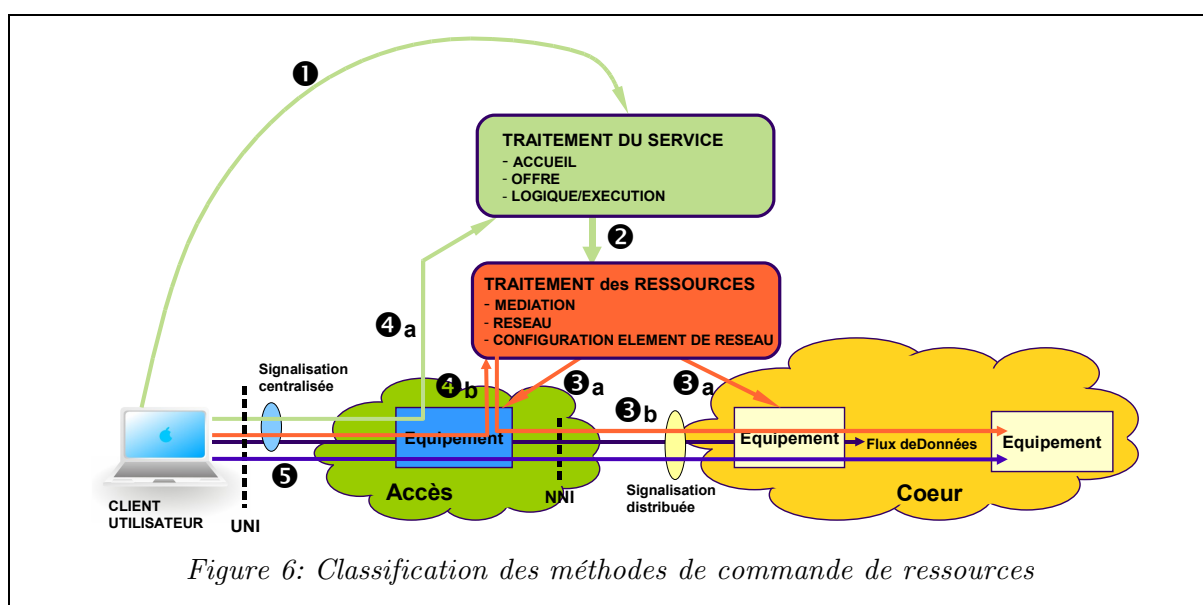 ❶
TRAITEMENT DU SERVICE
- ACCUEIL
- OFFRE
- LOGIQUE/EXECUTION
❷
TRAITEMENT des RESSOURCES
- MEDIATION
- RESEAU
- CONFIGURATION ELEMENT DE RESEAU
❹a
Signalisation
centralisée
❹b
❸a
❸a
❸b
Equipement
Equipement
Flux deDonnées
Equipement
❺
Accès
NNI
Signalisation
distribuée
Coeur
CLIENT
UTILISATEUR
UNI
Figure 6: Classification des méthodes de commande de ressources